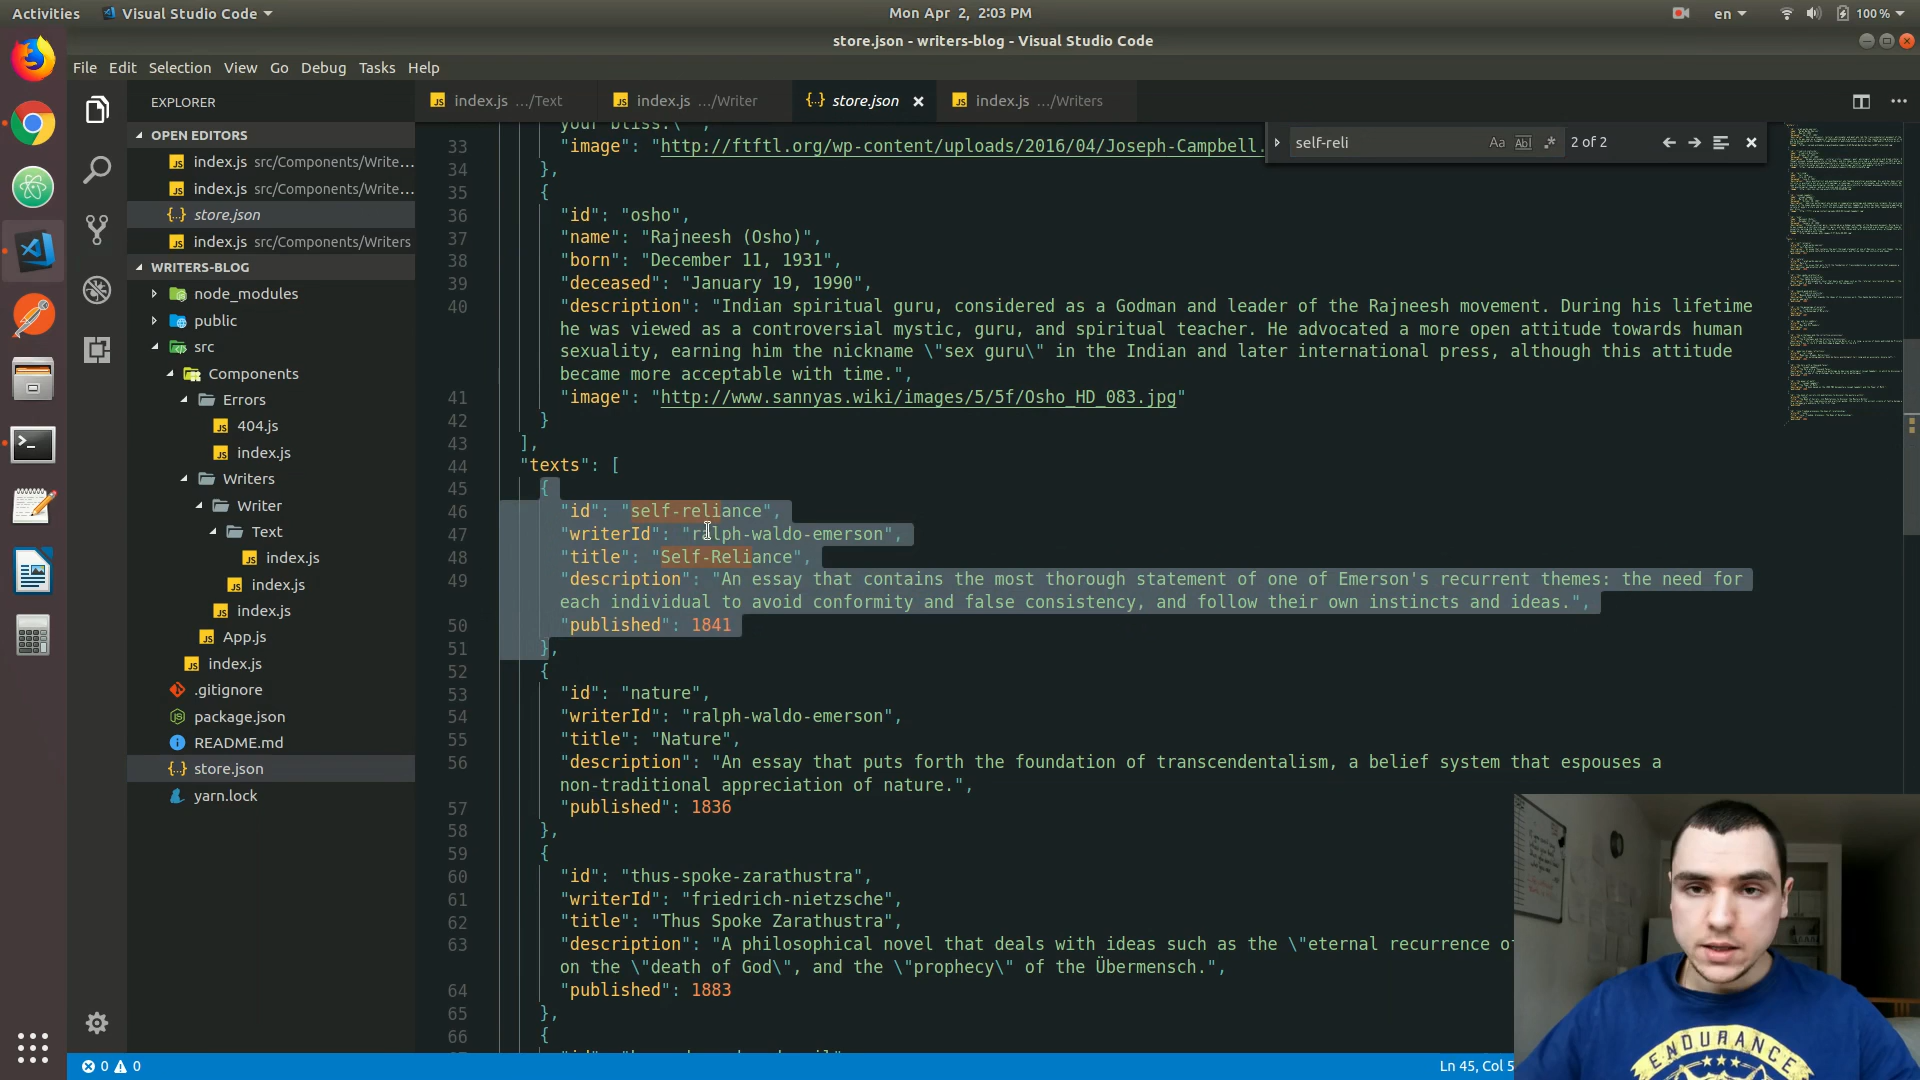 Activities
Visual Studio Code
Mon Apr 2, 2:03 PM
en
100 %
store.json - writers-blog - Visual Studio Code
File Edit Selection View Go Debug Tasks Help
EXPLORER
OPEN EDITORS
index.js src/Components/Write...
index.js src/Components/Write...
{..} store.json
index.js src/Components/Writers
WRITERS-BLOG
node_modules
public
src
Components
Errors
404.js
index.js
Writers
Writer
Text
index.js
index.js
index.js
App.js
index.js
.gitignore
package.json
README.md
{..} store.json
yarn.lock
JS index.js .../Text
JS index.js .../Writer
{..} store.json
JS index.js .../Writers
self-reli
Aa Abl .* 2 of 2
your bliss.\"",
33 "image": "http://ftftl.org/wp-content/uploads/2016/04/Joseph-Campbell.
34 },
35 {
36 "id": "osho",
37 "name": "Rajneesh (Osho)",
38 "born": "December 11, 1931",
39 "deceased": "January 19, 1990",
40 "description": "Indian spiritual guru, considered as a Godman and leader of the Rajneesh movement. During his lifetime
he was viewed as a controversial mystic, guru, and spiritual teacher. He advocated a more open attitude towards human
sexuality, earning him the nickname \"sex guru\" in the Indian and later international press, although this attitude
became more acceptable with time.",
41 "image": "http://www.sannyas.wiki/images/5/5f/Osho_HD_083.jpg"
42 }
43 ],
44 "texts": [
45 {
46 "id": "self-reliance",
47 "writerId": "ralph-waldo-emerson",
48 "title": "Self-Reliance",
49 "description": "An essay that contains the most thorough statement of one of Emerson's recurrent themes: the need for
each individual to avoid conformity and false consistency, and follow their own instincts and ideas.",
50 "published": 1841
51 },
52 {
53 "id": "nature",
54 "writerId": "ralph-waldo-emerson",
55 "title": "Nature",
56 "description": "An essay that puts forth the foundation of transcendentalism, a belief system that espouses a
non-traditional appreciation of nature.",
57 "published": 1836
58 },
59 {
60 "id": "thus-spoke-zarathustra",
61 "writerId": "friedrich-nietzsche",
62 "title": "Thus Spoke Zarathustra",
63 "description": "A philosophical novel that deals with ideas such as the \"eternal recurrence of
on the \"death of God\", and the \"prophecy\" of the Übermensch.",
64 "published": 1883
65 },
66 {
0 0
Ln 45, Col 5
ENDURANCE